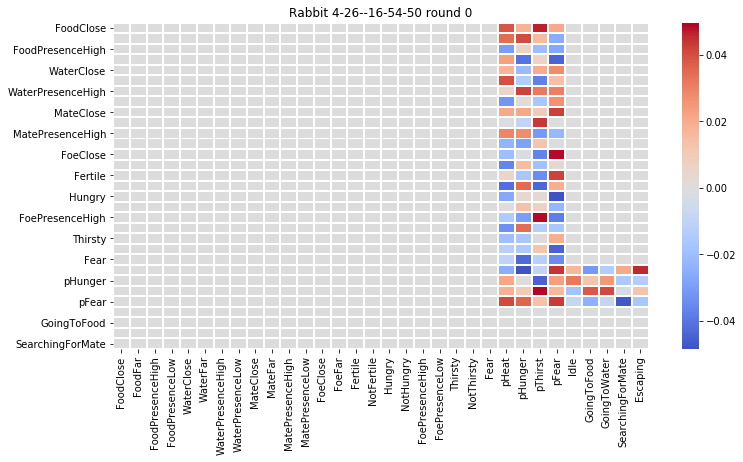 Rabbit 4-26--16-54-50 round 0
FoodClose
FoodPresenceHigh
WaterClose
WaterPresenceHigh
MateClose
MatePresenceHigh
FoeClose
Fertile
Hungry
FoePresenceHigh
Thirsty
Fear
pHunger
pFear
GoingToFood
SearchingForMate
FoodClose
FoodFar
FoodPresenceHigh
FoodPresenceLow
WaterClose
WaterFar
WaterPresenceHigh
WaterPresenceLow
MateClose
MateFar
MatePresenceHigh
MatePresenceLow
FoeClose
FoeFar
Fertile
NotFertile
Hungry
NotHungry
FoePresenceHigh
FoePresenceLow
Thirsty
NotThirsty
Fear
pHeat
pHunger
pThirst
pFear
Idle
GoingToFood
GoingToWater
SearchingForMate
Escaping
0.04
0.02
0.00
−0.02
−0.04